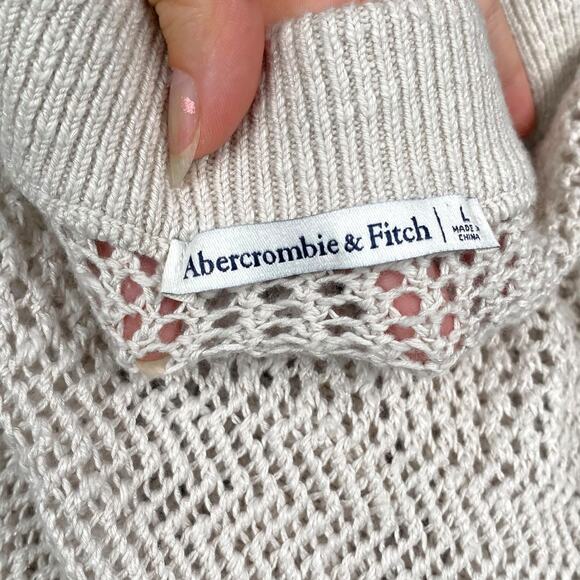 Abercrombie & Fitch
L
MADE IN
CHINA